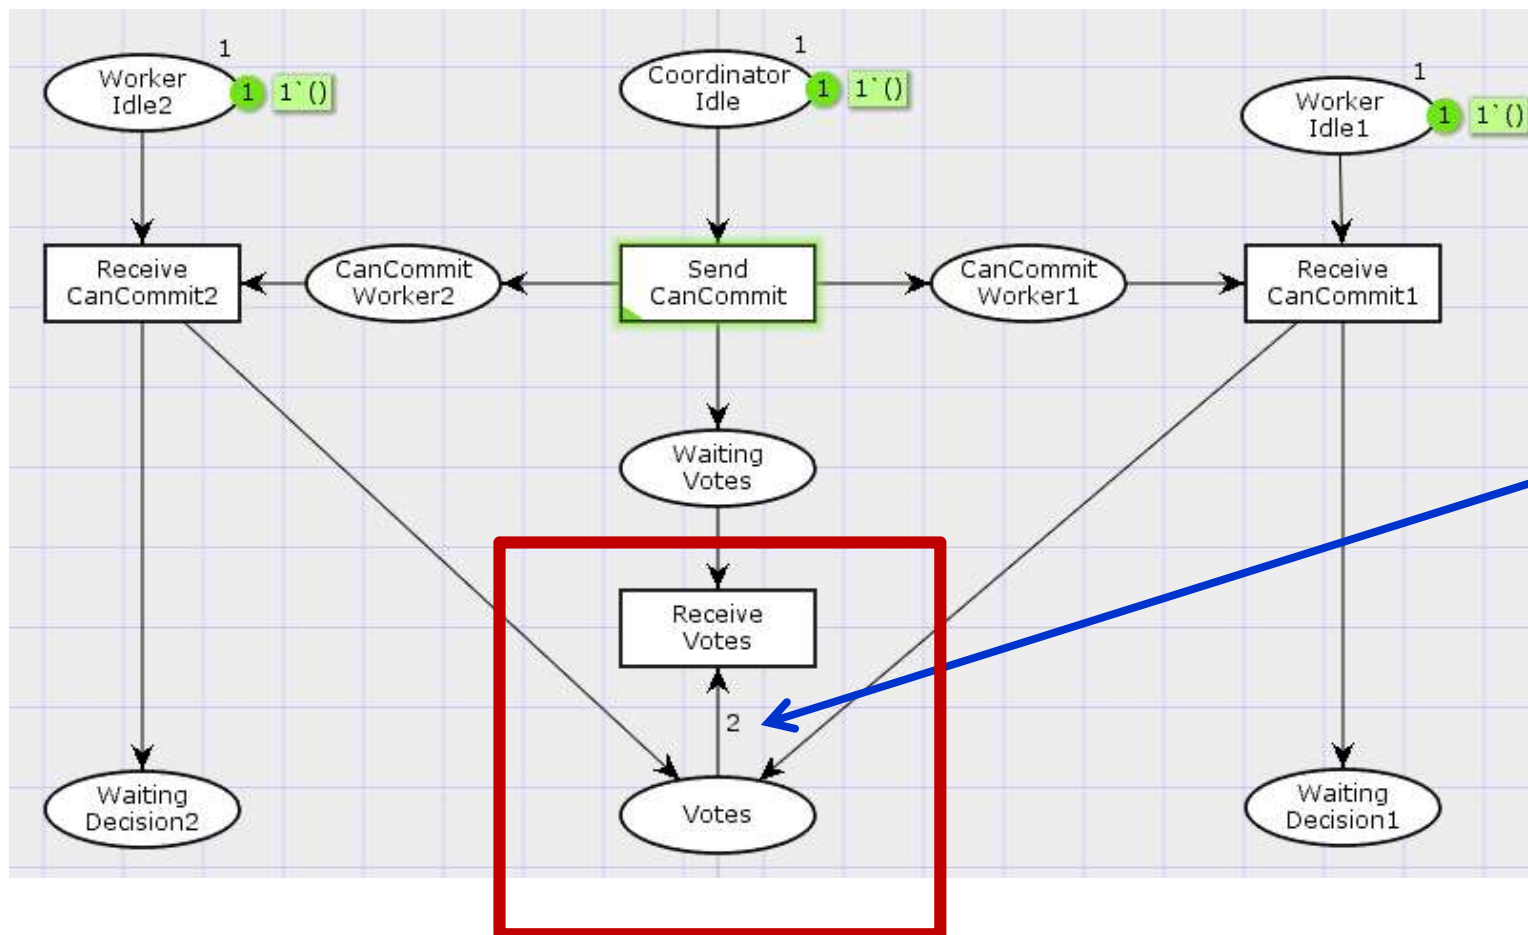 1
Worker
Idle2
1
1`()
1
Coordinator
Idle
1
1`()
1
Worker
Idle1
1
1`()
Receive
CanCommit2
CanCommit
Worker2
Send
CanCommit
CanCommit
Worker1
Receive
CanCommit1
Waiting
Votes
Receive
Votes
2
Waiting
Decision2
Votes
Waiting
Decision1